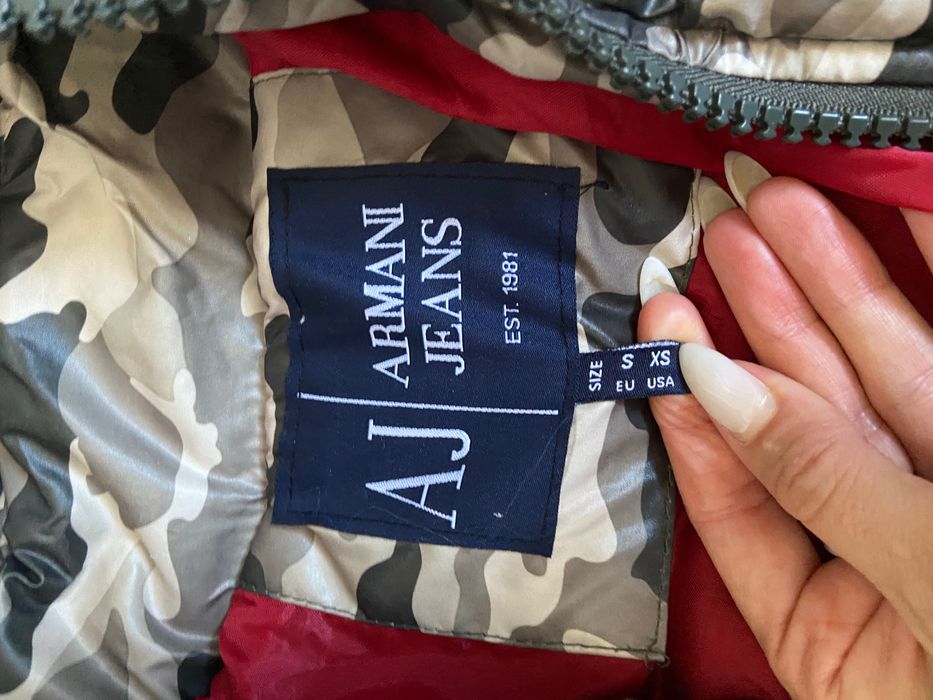 AJ
ARMANI
JEANS
EST. 1981
SIZE
S XS
EU USA